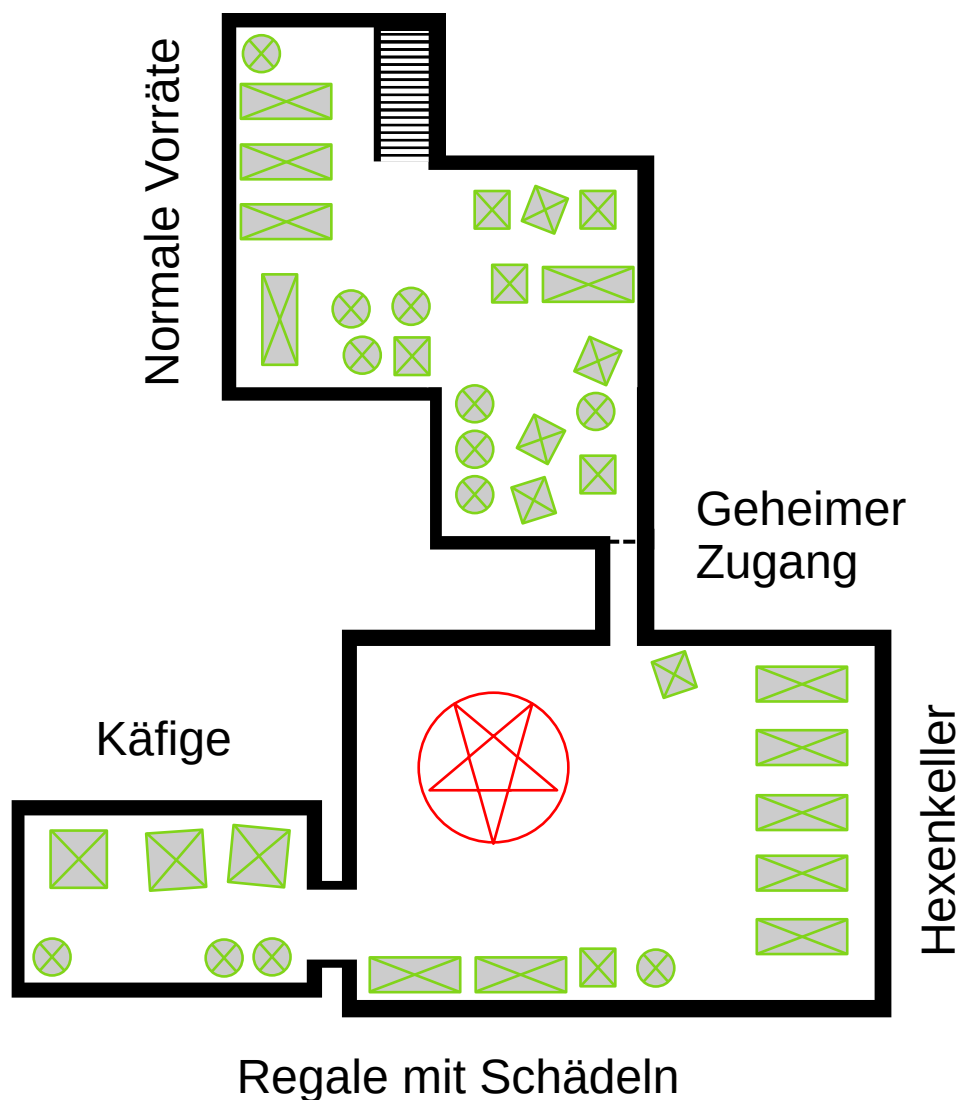 Normale Vorräte
Geheimer
Zugang
Käfige
Hexenkeller
Regale mit Schädeln